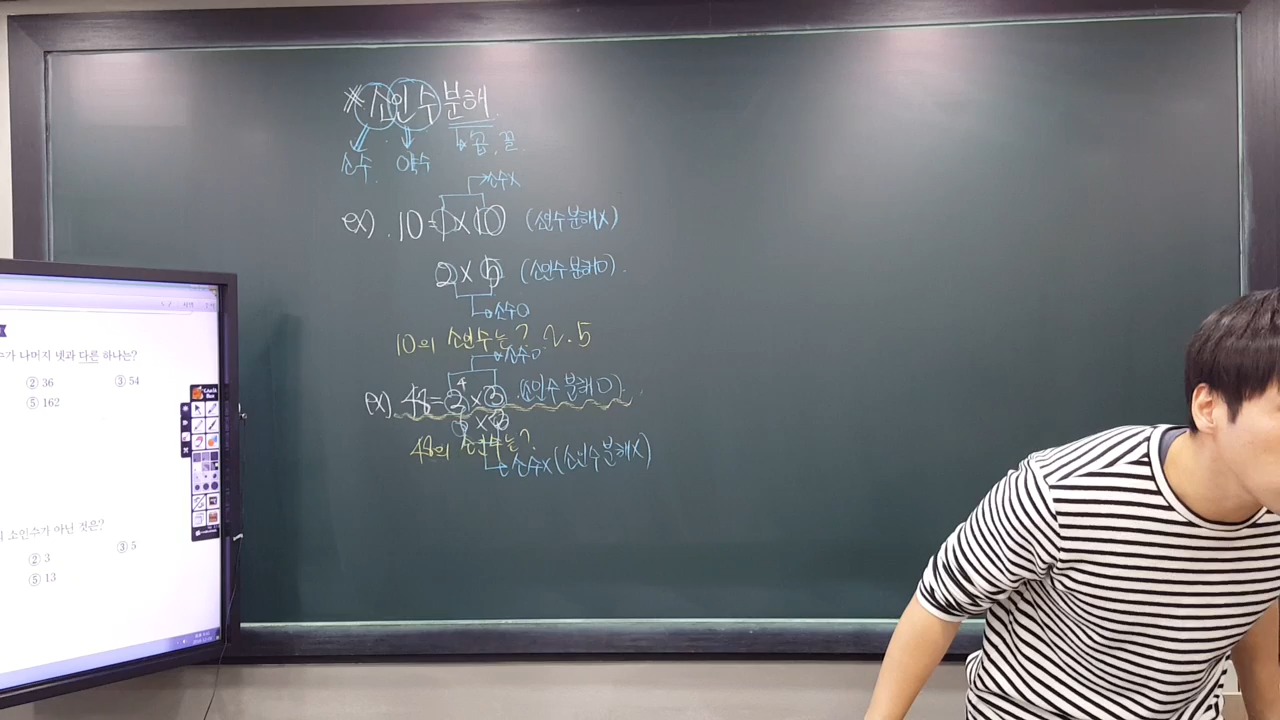 ※ 소인수분해
소수 약수 곱, 꼴
소수X
ex) 10 = 1 X 10 (소인수분해X)
2 X 5 (소인수분해O)
소수O
10의 소인수는? 2. 5
소수O
ex) 48 = 2⁴ X 3 소인수분해O)
48의 소인수는?
소수X (소인수분해X)
수가 나머지 넷과 다른 하나는?
② 36 ③ 54
⑤ 162
소인수가 아닌 것은?
② 3 ③ 5
⑤ 13